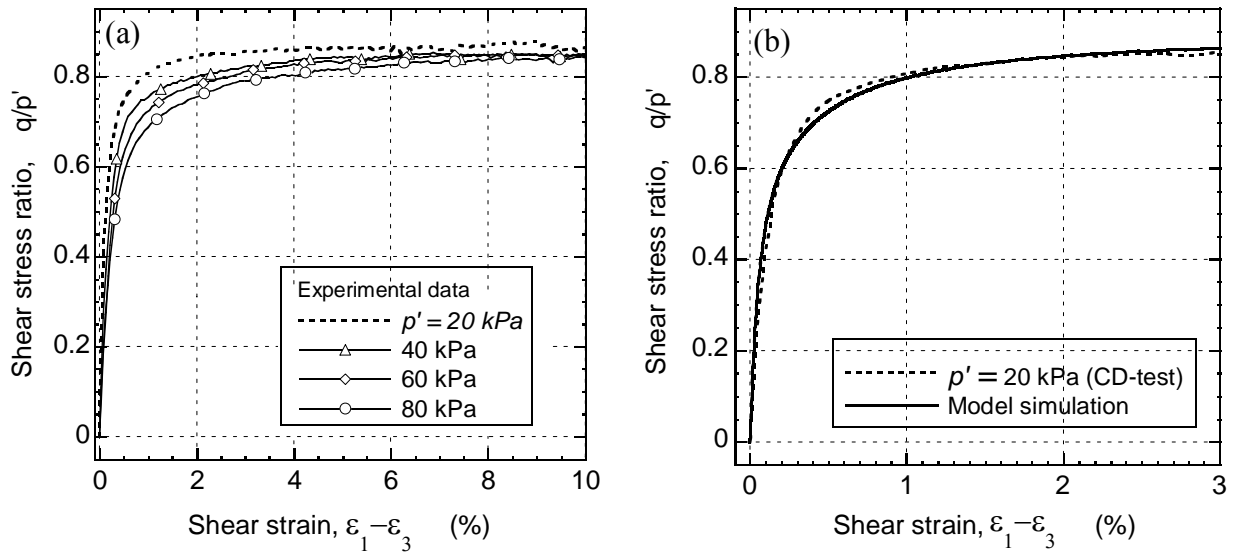 (a)
Shear stress ratio, q/p'
0.8
0.6
0.4
0.2
0
Experimental data
p' = 20 kPa
40 kPa
60 kPa
80 kPa
0 2 4 6 8 10
Shear strain, ε1−ε3 (%)
(b)
Shear stress ratio, q/p'
0.8
0.6
0.4
0.2
0
p' = 20 kPa (CD-test)
Model simulation
0 1 2 3
Shear strain, ε1−ε3 (%)